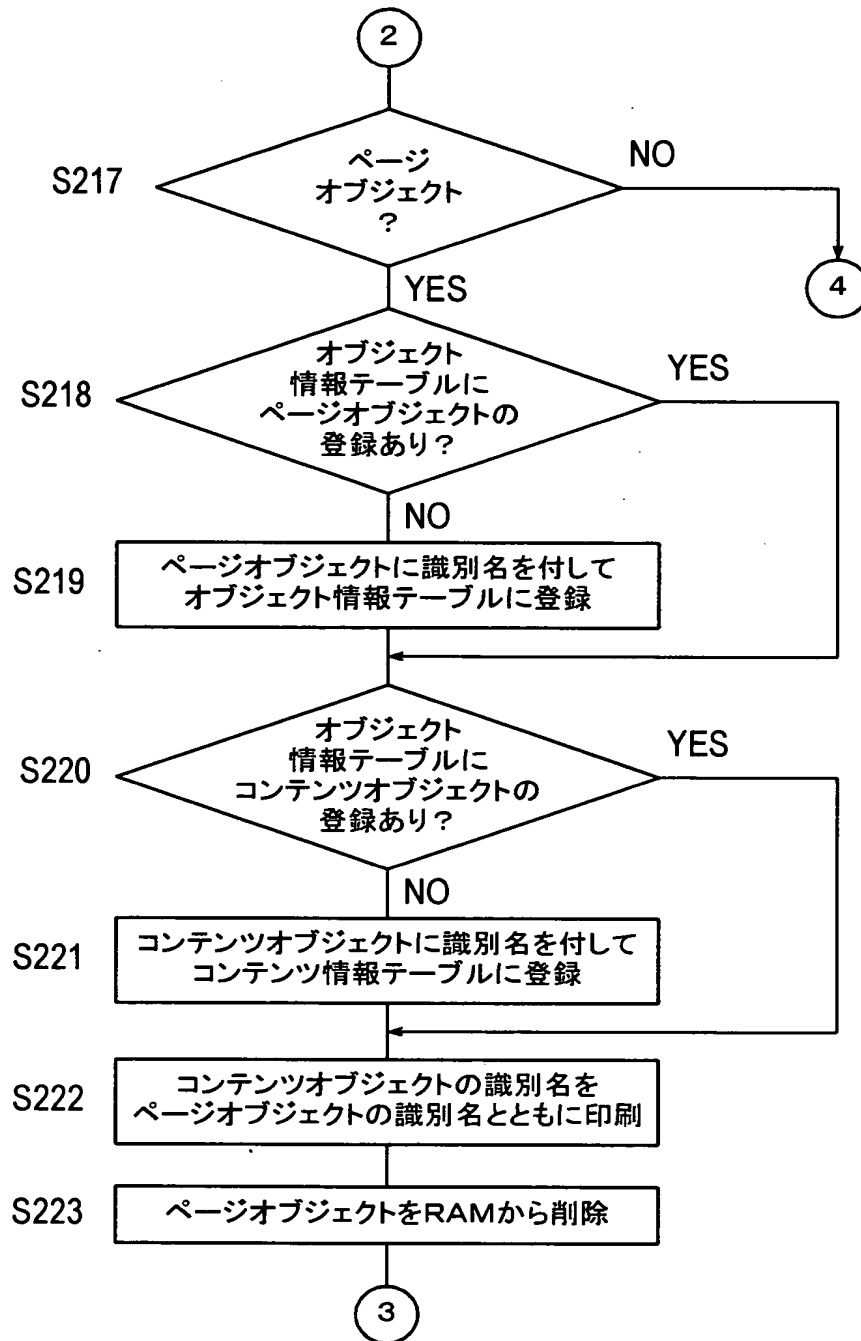 2
S217
ページ
オブジェクト
?
NO
4
YES
S218
オブジェクト
情報テーブルに
ページオブジェクトの
登録あり?
YES
NO
S219
ページオブジェクトに識別名を付して
オブジェクト情報テーブルに登録
S220
オブジェクト
情報テーブルに
コンテンツオブジェクトの
登録あり?
YES
NO
S221
コンテンツオブジェクトに識別名を付して
コンテンツ情報テーブルに登録
S222
コンテンツオブジェクトの識別名を
ページオブジェクトの識別名とともに印刷
S223
ページオブジェクトをRAMから削除
3